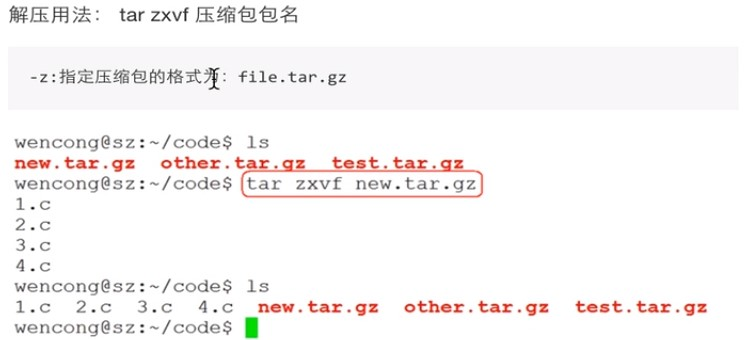 解压用法： tar zxvf 压缩包包名
-z:指定压缩包的格式为：file.tar.gz
wencong@sz:~/code$ ls
new.tar.gz other.tar.gz test.tar.gz
wencong@sz:~/code$ tar zxvf new.tar.gz
1.c
2.c
3.c
4.c
wencong@sz:~/code$ ls
1.c 2.c 3.c 4.c new.tar.gz other.tar.gz test.tar.gz
wencong@sz:~/code$